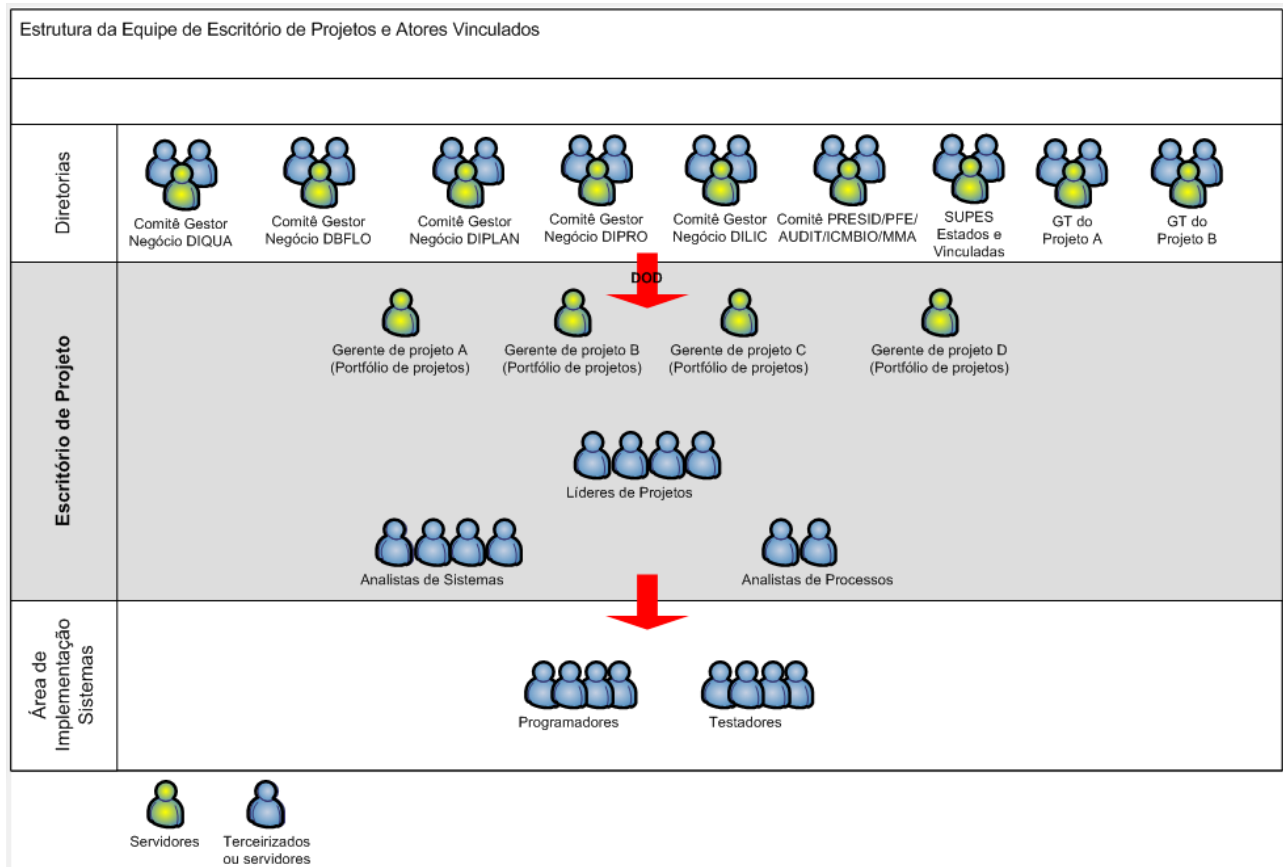 Estrutura da Equipe de Escritório de Projetos e Atores Vinculados
Diretorias
Comitê Gestor
Negócio DIQUA
Comitê Gestor
Negócio DBFLO
Comitê Gestor
Negócio DIPLAN
Comitê Gestor
Negócio DIPRO
Comitê Gestor
Negócio DILIC
Comitê PRESID/PFE/
AUDIT/ICMBIO/MMA
SUPES
Estados e
Vinculadas
GT do
Projeto A
GT do
Projeto B
DOD
Escritório de Projeto
Gerente de projeto A
(Portfólio de projetos)
Gerente de projeto B
(Portfólio de projetos)
Gerente de projeto C
(Portfólio de projetos)
Gerente de projeto D
(Portfólio de projetos)
Líderes de Projetos
Analistas de Sistemas
Analistas de Processos
Área de
Implementação
Sistemas
Programadores
Testadores
Servidores
Terceirizados
ou servidores